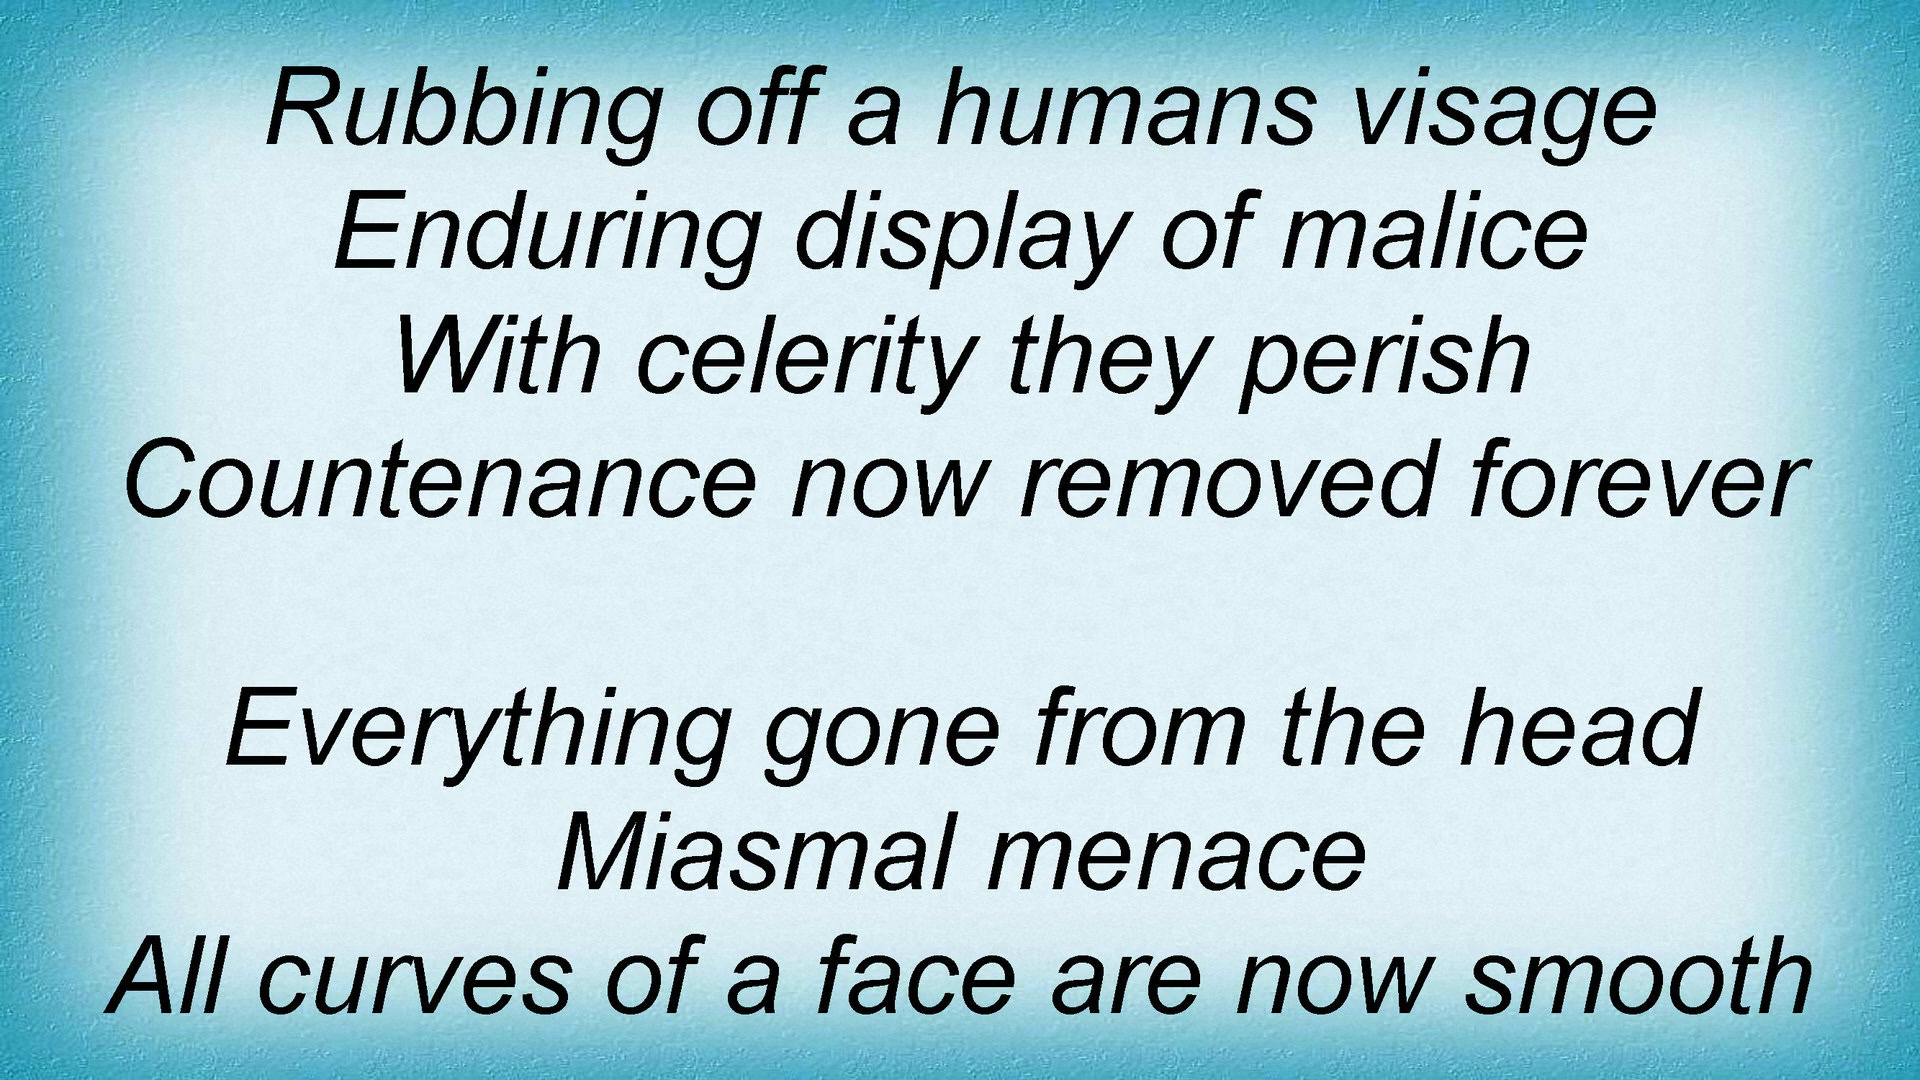 Rubbing off a humans visage
Enduring display of malice
With celerity they perish
Countenance now removed forever
Everything gone from the head
Miasmal menace
All curves of a face are now smooth